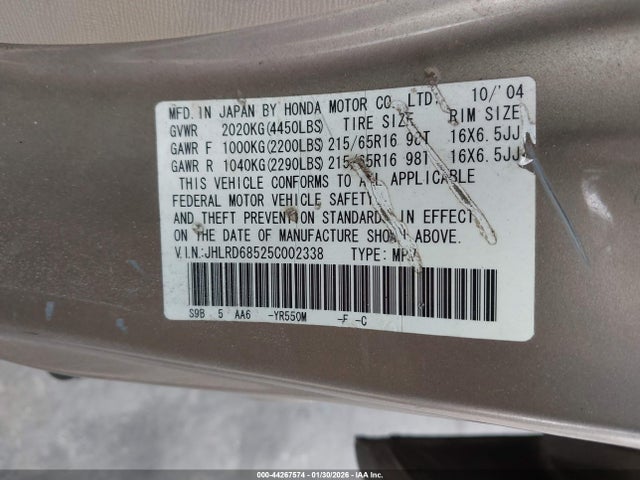 MFD. IN JAPAN BY HONDA MOTOR CO. LTD. 10/'04
GVWR 2020KG(4450LBS) TIRE SIZE RIM SIZE
GAWR F 1000KG(2200LBS) 215/65R16 98T 16X6.5JJ
GAWR R 1040KG(2290LBS) 215/65R16 98T 16X6.5JJ
THIS VEHICLE CONFORMS TO ALL APPLICABLE
FEDERAL MOTOR VEHICLE SAFETY
AND THEFT PREVENTION STANDARDS IN EFFECT
ON THE DATE OF MANUFACTURE SHOWN ABOVE.
V.I.N.:JHLRD68525C002338 TYPE: MPV
S9B 5 AA6 -YR550M -F -C
000-44267574 | 01/30/2026 - IAA Inc.